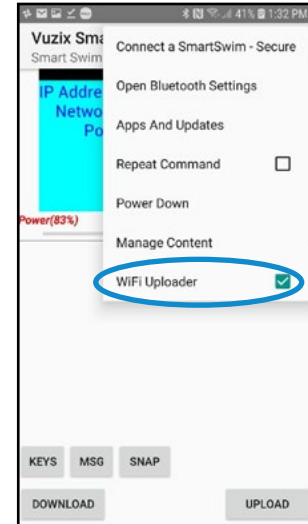 41% 1:32 PM
Vuzix Sma
Smart Swim
Connect a SmartSwim - Secure
Open Bluetooth Settings
IP Addre
Netwo
Po
Apps And Updates
Repeat Command
Power Down
Power(83%)
Manage Content
WiFi Uploader
KEYS MSG SNAP
DOWNLOAD UPLOAD